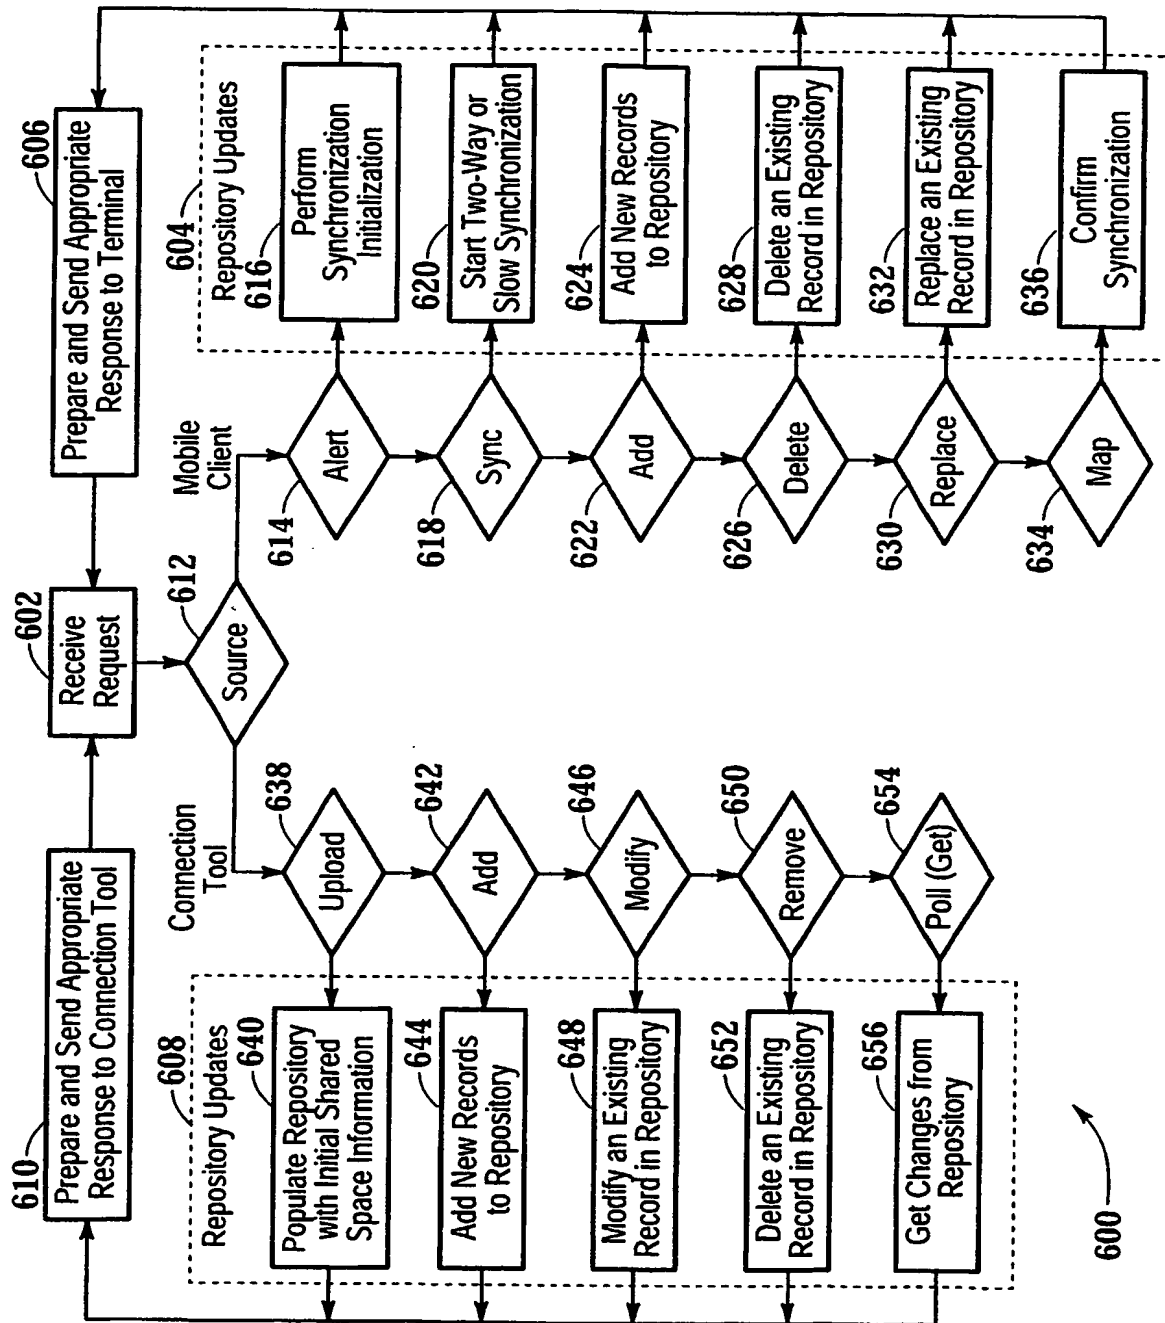 610
Prepare and Send Appropriate
Response to Connection Tool
602
Receive
Request
606
Prepare and Send Appropriate
Response to Terminal
612
Source
Connection
Tool
Mobile
Client
608
Repository Updates
638
Upload
640
Populate Repository
with Initial Shared
Space Information
642
Add
644
Add New Records
to Repository
646
Modify
648
Modify an Existing
Record in Repository
650
Remove
652
Delete an Existing
Record in Repository
654
Poll (Get)
656
Get Changes from
Repository
604
Repository Updates
614
Alert
616
Perform
Synchronization
Initialization
618
Sync
620
Start Two-Way or
Slow Synchronization
622
Add
624
Add New Records
to Repository
626
Delete
628
Delete an Existing
Record in Repository
630
Replace
632
Replace an Existing
Record in Repository
634
Map
636
Confirm
Synchronization
600